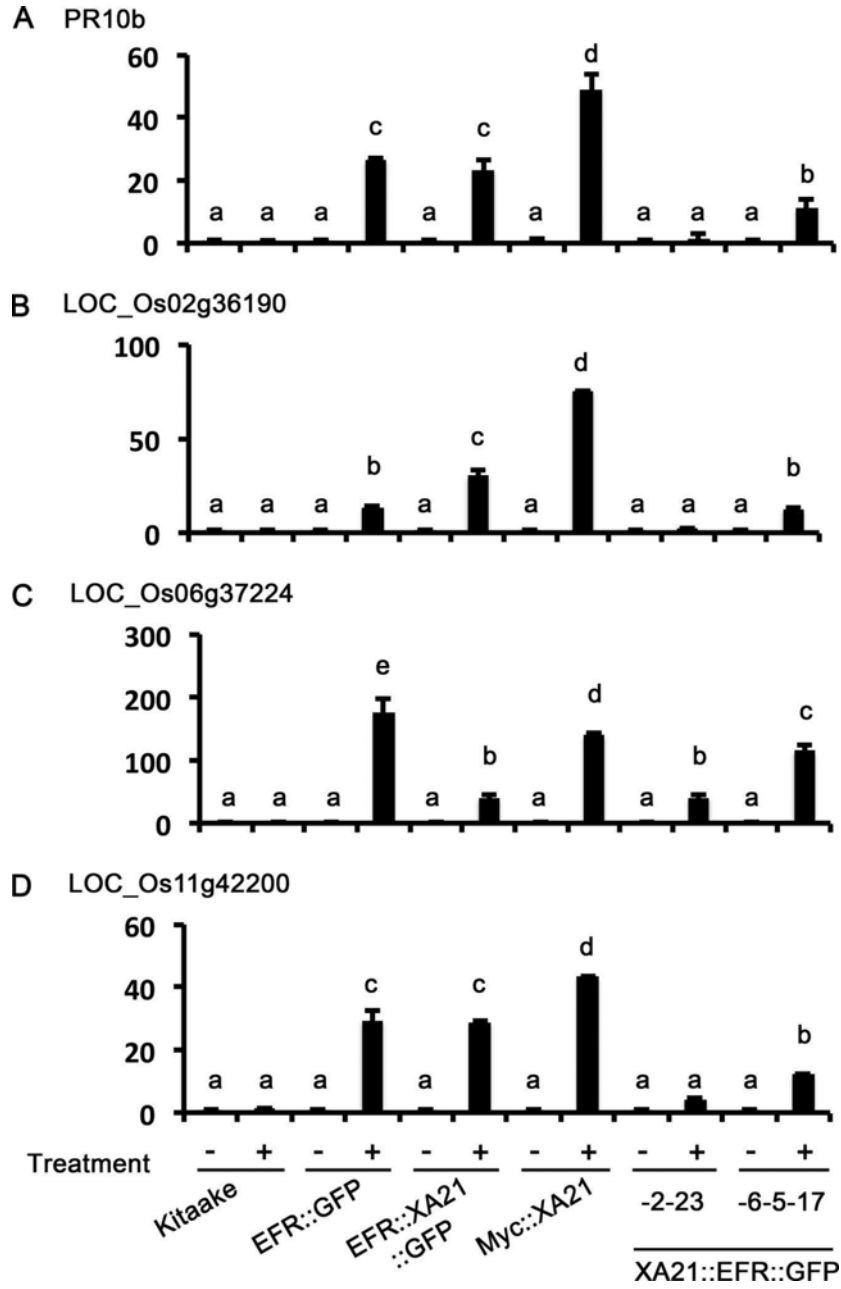 A PR10b
60
40
20
0
a a a c a c a d a a a b
B LOC_Os02g36190
100
50
0
a a a b a c a d a a a b
C LOC_Os06g37224
300
200
100
0
a a a e a b a d a b a c
D LOC_Os11g42200
60
40
20
0
a a a c a c a d a a a b
Treatment - + - + - + - + - + - +
Kitaake
EFR::GFP
EFR::XA21
::GFP
Myc::XA21
-2-23
-6-5-17
XA21::EFR::GFP